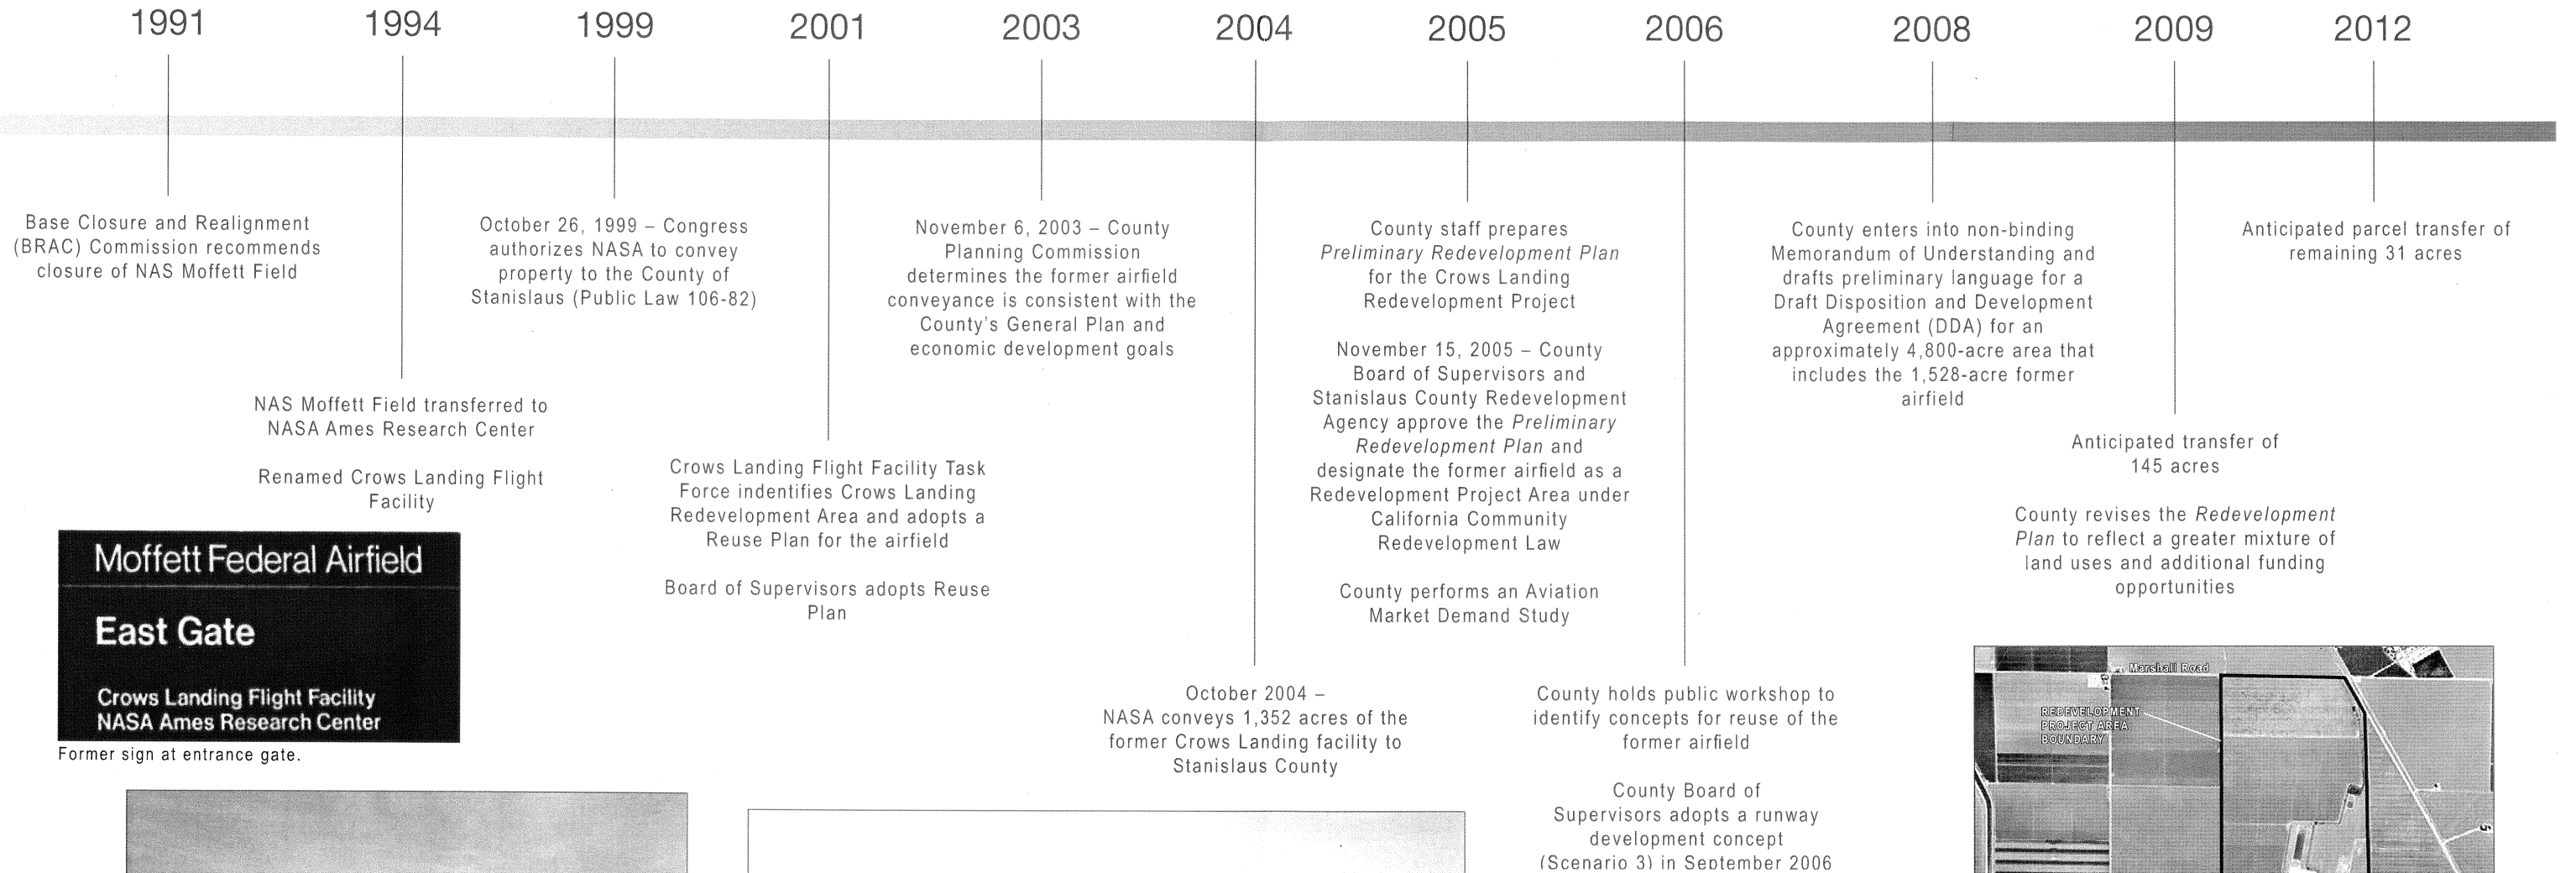 1991
1994
1999
2001
2003
2004
2005
2006
2008
2009
2012
Base Closure and Realignment
(BRAC) Commission recommends
closure of NAS Moffett Field
NAS Moffett Field transferred to
NASA Ames Research Center
Renamed Crows Landing Flight
Facility
October 26, 1999 – Congress
authorizes NASA to convey
property to the County of
Stanislaus (Public Law 106-82)
Crows Landing Flight Facility Task
Force indentifies Crows Landing
Redevelopment Area and adopts a
Reuse Plan for the airfield
Board of Supervisors adopts Reuse
Plan
November 6, 2003 – County
Planning Commission
determines the former airfield
conveyance is consistent with the
County's General Plan and
economic development goals
October 2004 –
NASA conveys 1,352 acres of the
former Crows Landing facility to
Stanislaus County
County staff prepares
Preliminary Redevelopment Plan
for the Crows Landing
Redevelopment Project
November 15, 2005 – County
Board of Supervisors and
Stanislaus County Redevelopment
Agency approve the Preliminary
Redevelopment Plan and
designate the former airfield as a
Redevelopment Project Area under
California Community
Redevelopment Law
County performs an Aviation
Market Demand Study
County holds public workshop to
identify concepts for reuse of the
former airfield
County Board of
Supervisors adopts a runway
development concept
(Scenario 3) in September 2006
County enters into non-binding
Memorandum of Understanding and
drafts preliminary language for a
Draft Disposition and Development
Agreement (DDA) for an
approximately 4,800-acre area that
includes the 1,528-acre former
airfield
Anticipated transfer of
145 acres
County revises the Redevelopment
Plan to reflect a greater mixture of
land uses and additional funding
opportunities
Anticipated parcel transfer of
remaining 31 acres
Moffett Federal Airfield
East Gate
Crows Landing Flight Facility
NASA Ames Research Center
Former sign at entrance gate.
Marshall Road
REDEVELOPMENT
PROJECT AREA
BOUNDARY